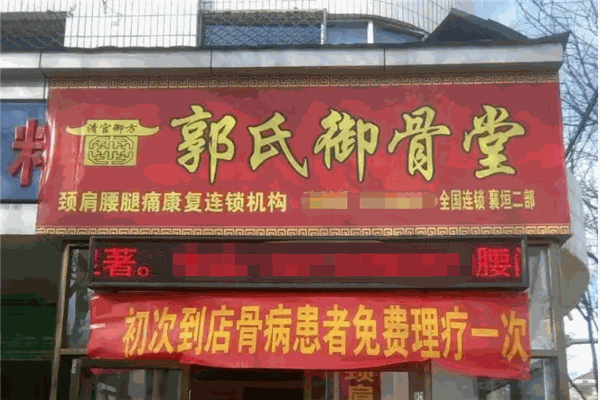 清宫御方
郭氏御骨堂
颈肩腰腿痛康复连锁机构
全国连锁 襄垣二部
著。 腰
初次到店骨病患者免费理疗一次